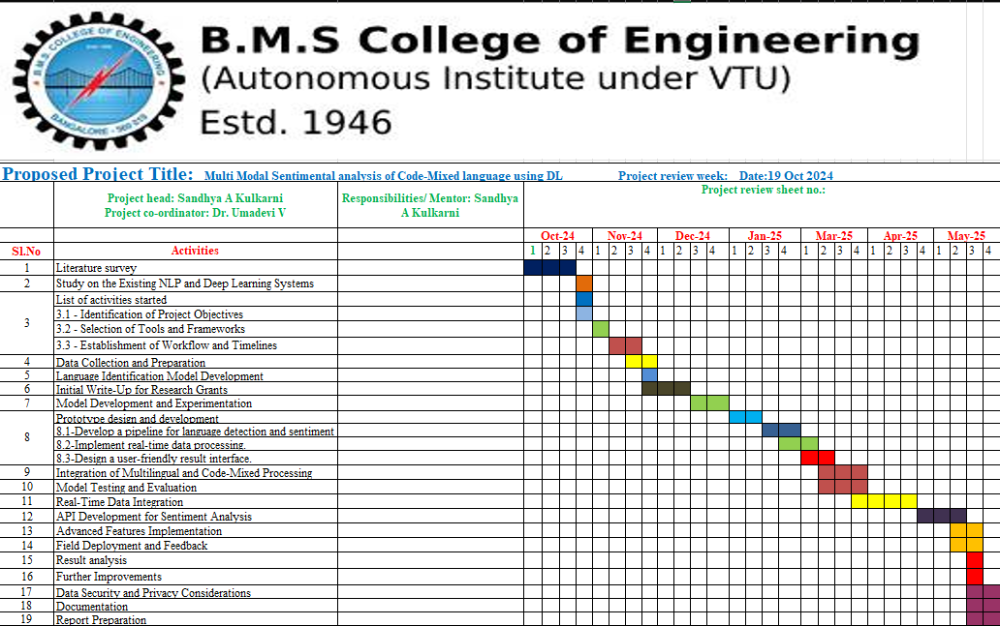 B.M.S. COLLEGE OF ENGINEERING
BANGALORE - 560 019
B.M.S College of Engineering
(Autonomous Institute under VTU)
Estd. 1946
Proposed Project Title: Multi Modal Sentimental analysis of Code-Mixed language using DL Project review week: Date:19 Oct 2024
Project head: Sandhya A Kulkarni
Project co-ordinator: Dr. Umadevi V
Responsibilities/ Mentor: Sandhya
A Kulkarni
Project review sheet no.:
Oct-24 Nov-24 Dec-24 Jan-25 Mar-25 Apr-25 May-25
Sl.No Activities 1 2 3 4 1 2 3 4 1 2 3 4 1 2 3 4 1 2 3 4 1 2 3 4 1 2 3 4
1 Literature survey
2 Study on the Existing NLP and Deep Learning Systems
3 List of activities started
3.1 - Identification of Project Objectives
3.2 - Selection of Tools and Frameworks
3.3 - Establishment of Workflow and Timelines
4 Data Collection and Preparation
5 Language Identification Model Development
6 Initial Write-Up for Research Grants
7 Model Development and Experimentation
8 Prototype design and development
8.1-Develop a pipeline for language detection and sentiment
8.2-Implement real-time data processing.
8.3-Design a user-friendly result interface.
9 Integration of Multilingual and Code-Mixed Processing
10 Model Testing and Evaluation
11 Real-Time Data Integration
12 API Development for Sentiment Analysis
13 Advanced Features Implementation
14 Field Deployment and Feedback
15 Result analysis
16 Further Improvements
17 Data Security and Privacy Considerations
18 Documentation
19 Report Preparation